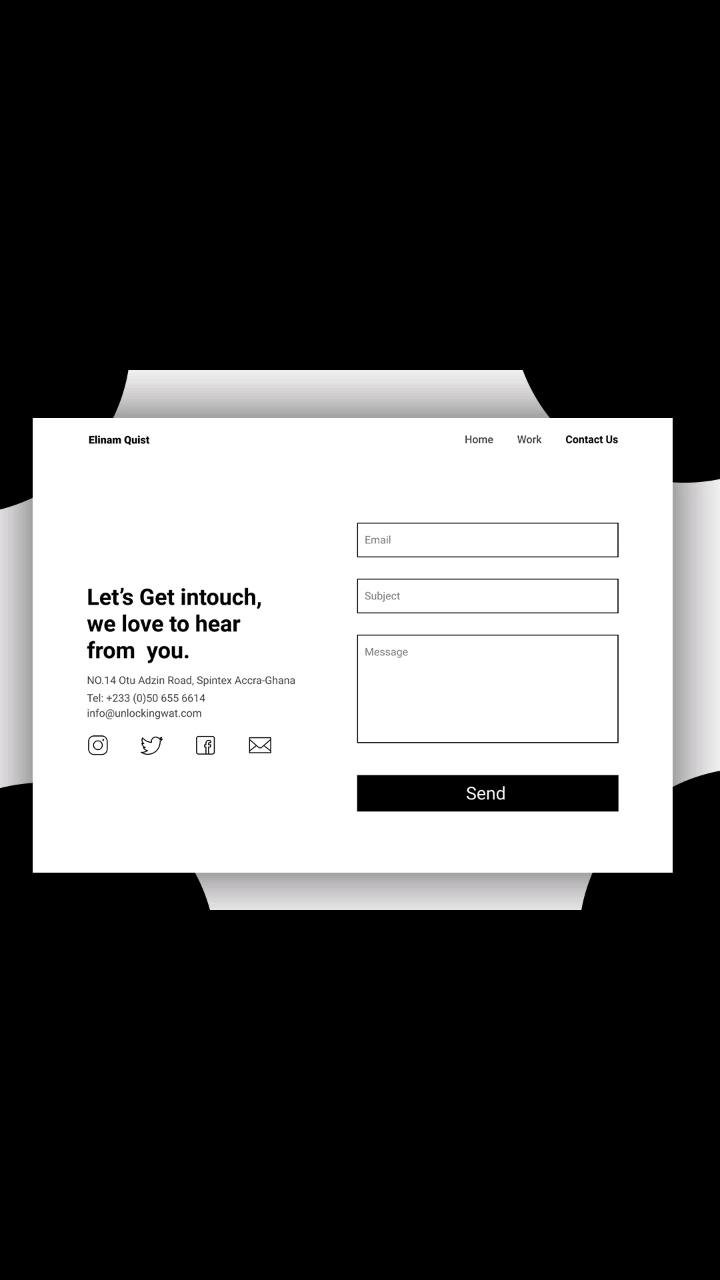 Elinam Quist
Home Work Contact Us
Let’s Get intouch,
we love to hear
from  you.
NO.14 Otu Adzin Road, Spintex Accra-Ghana
Tel: +233 (0)50 655 6614
info@unlockingwat.com
Email
Subject
Message
Send